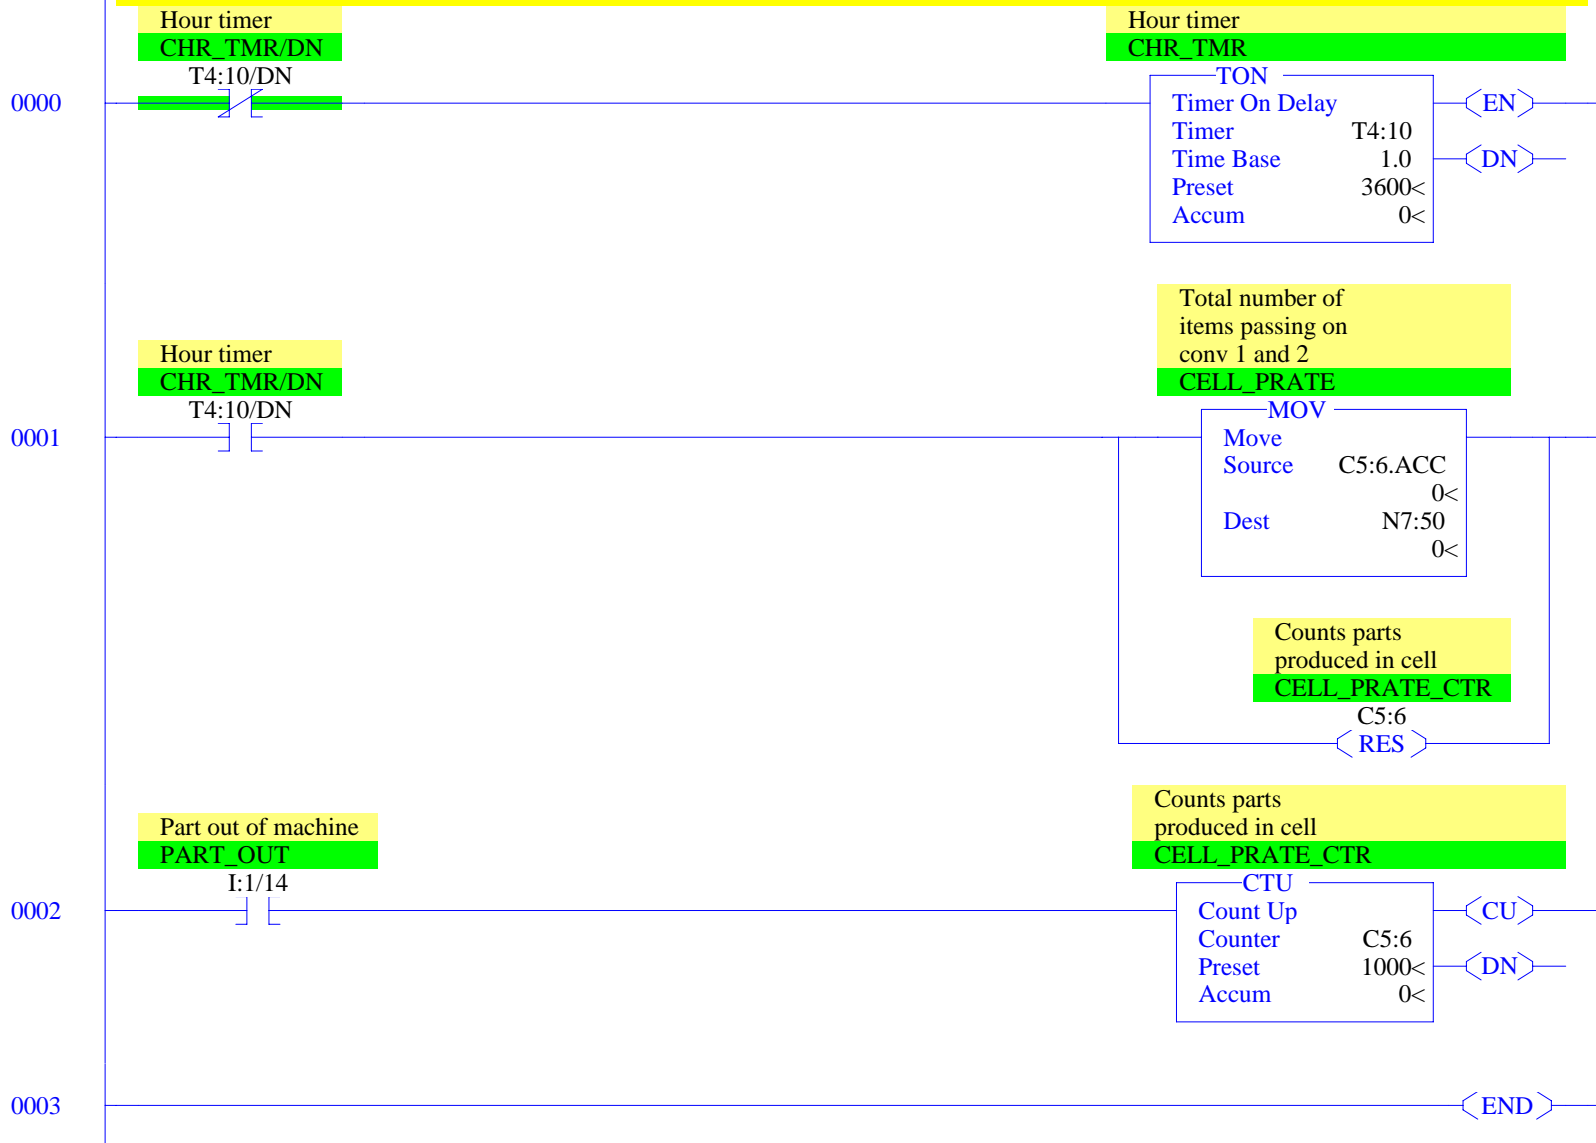 Hour timer
CHR_TMR/DN
T4:10/DN
Hour timer
CHR_TMR
0000
TON
Timer On Delay
Timer T4:10
Time Base 1.0
Preset 3600<
Accum 0<
EN
DN
Hour timer
CHR_TMR/DN
T4:10/DN
Total number of
items passing on
conv 1 and 2
CELL_PRATE
0001
MOV
Move
Source C5:6.ACC
0<
Dest N7:50
0<
Counts parts
produced in cell
CELL_PRATE_CTR
C5:6
RES
Part out of machine
PART_OUT
I:1/14
Counts parts
produced in cell
CELL_PRATE_CTR
0002
CTU
Count Up
Counter C5:6
Preset 1000<
Accum 0<
CU
DN
0003
END